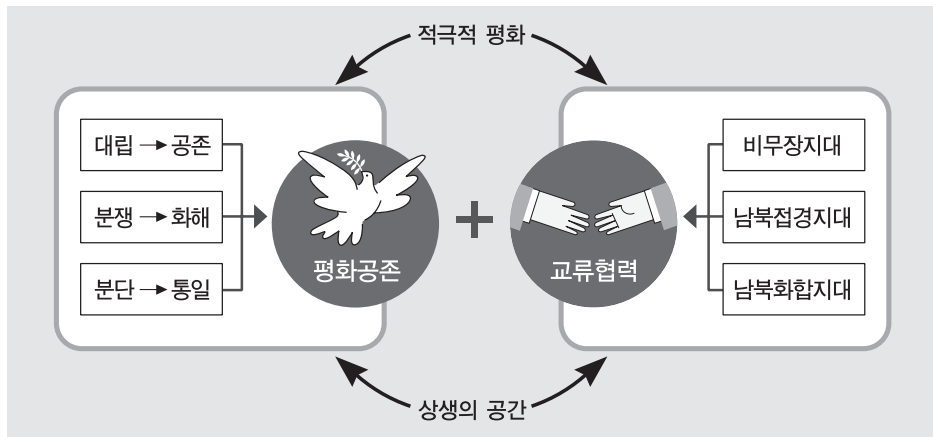 적극적 평화
대립 → 공존
분쟁 → 화해
분단 → 통일
평화공존
+
교류협력
비무장지대
남북접경지대
남북화합지대
상생의 공간